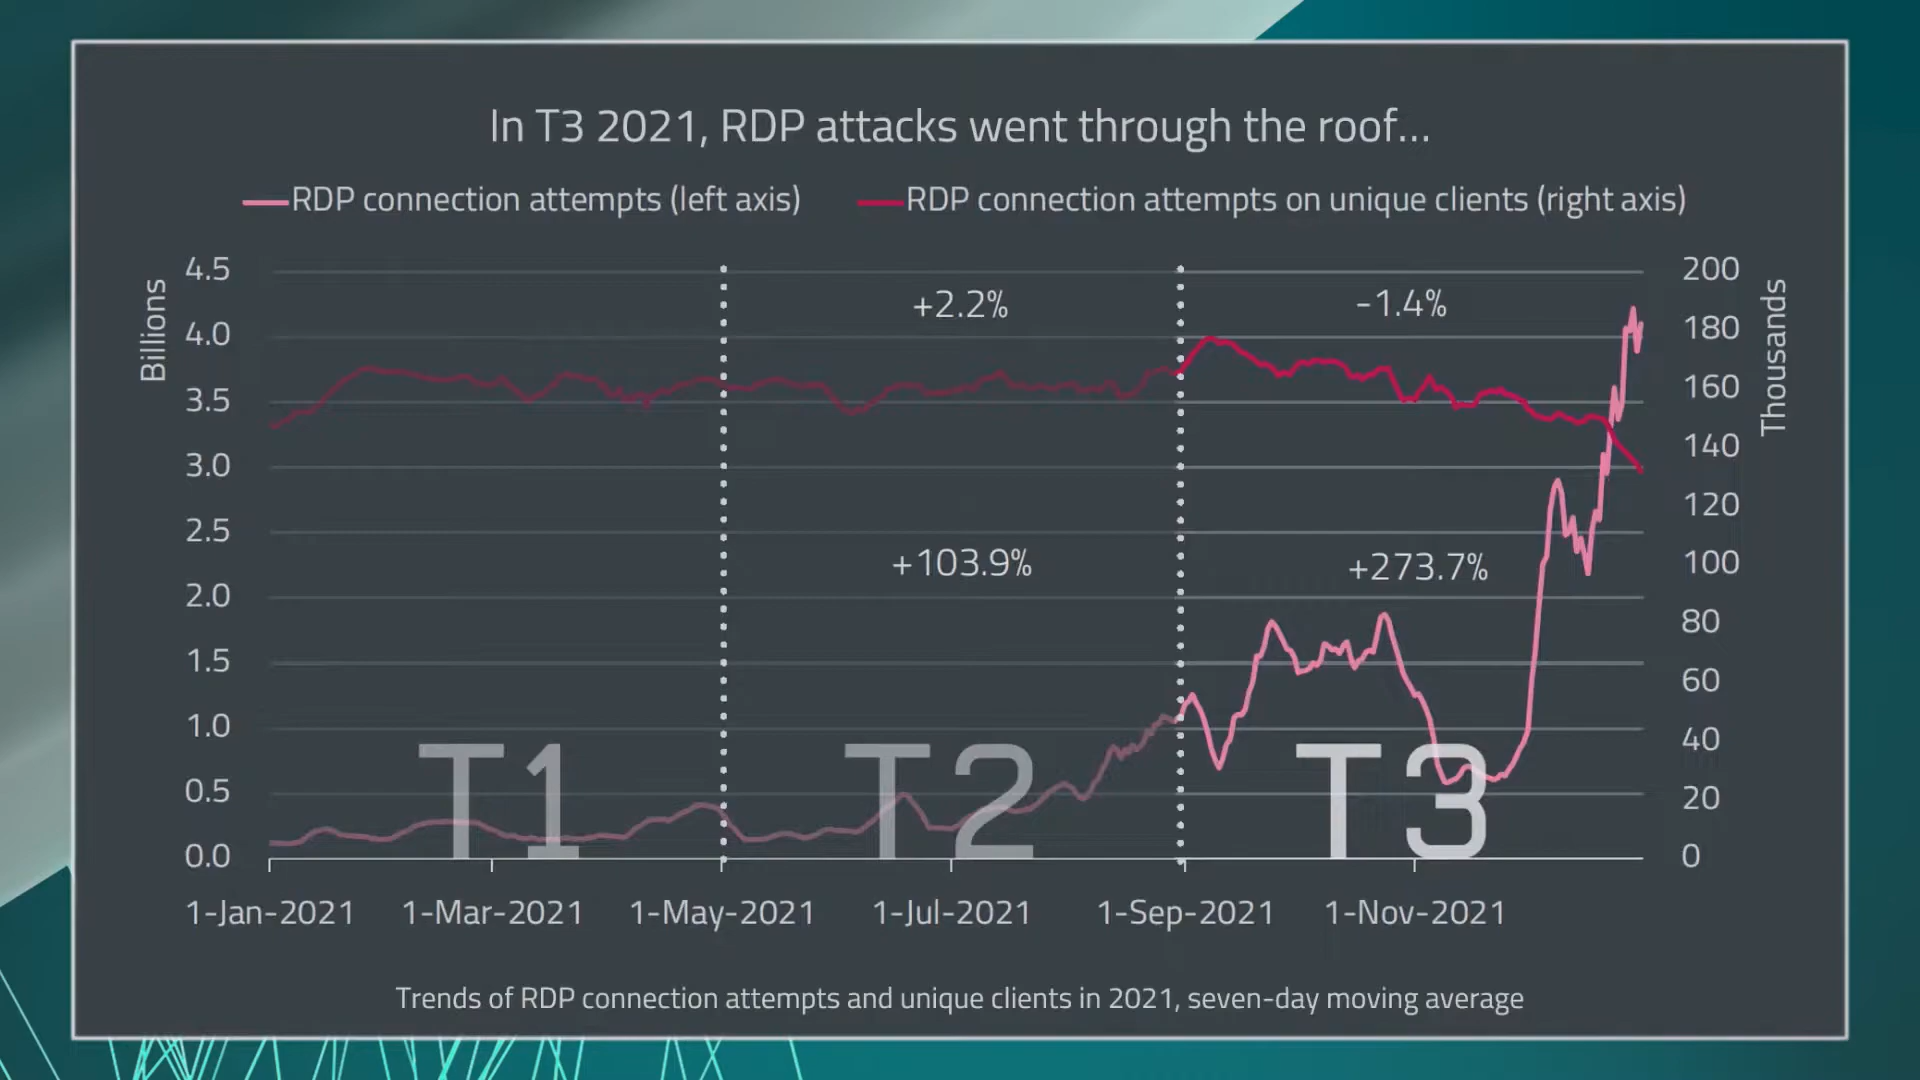 In T3 2021, RDP attacks went through the roof...
RDP connection attempts (left axis)
RDP connection attempts on unique clients (right axis)
Billions
4.5
4.0
3.5
3.0
2.5
2.0
1.5
1.0
0.5
0.0
+2.2%
-1.4%
+103.9%
+273.7%
T1
T2
T3
200
180
160
140
120
100
80
60
40
20
0
Thousands
1-Jan-2021
1-Mar-2021
1-May-2021
1-Jul-2021
1-Sep-2021
1-Nov-2021
Trends of RDP connection attempts and unique clients in 2021, seven-day moving average